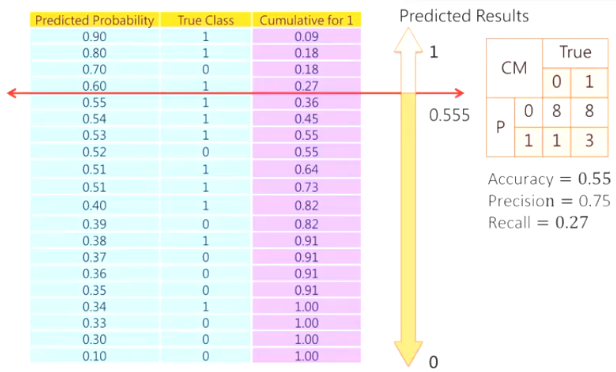 Predicted Probability True Class Cumulative for 1
0.90 1 0.09
0.80 1 0.18
0.70 0 0.18
0.60 1 0.27
0.55 1 0.36
0.54 1 0.45
0.53 1 0.55
0.52 0 0.55
0.51 1 0.64
0.51 1 0.73
0.40 1 0.82
0.39 0 0.82
0.38 1 0.91
0.37 0 0.91
0.36 0 0.91
0.35 0 0.91
0.34 1 1.00
0.33 0 1.00
0.30 0 1.00
0.10 0 1.00
Predicted Results
1
0.555
0
CM True
0 1
P 0 8 8
1 1 3
Accuracy = 0.55
Precision = 0.75
Recall = 0.27